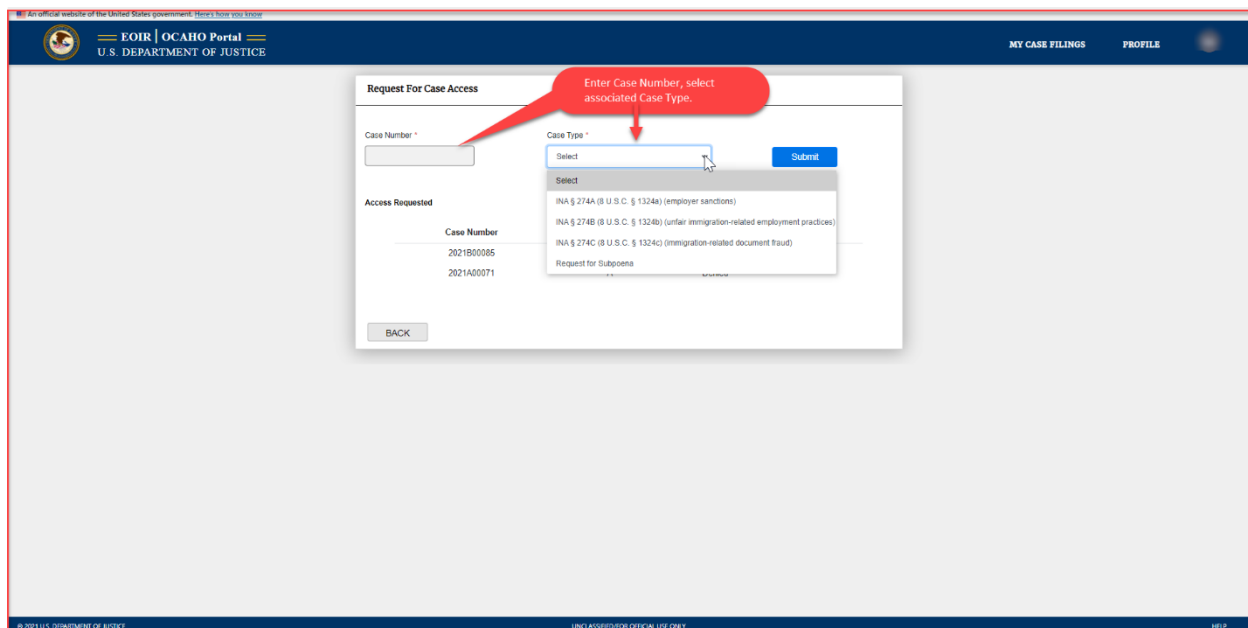 An official website of the United States government. Here's how you know
EOIR | OCAHO Portal
U.S. DEPARTMENT OF JUSTICE
MY CASE FILINGS
PROFILE
Request For Case Access
Enter Case Number, select
associated Case Type.
Case Number *
Case Type *
Select
Submit
Select
INA § 274A (8 U.S.C. § 1324a) (employer sanctions)
INA § 274B (8 U.S.C. § 1324b) (unfair immigration-related employment practices)
INA § 274C (8 U.S.C. § 1324c) (immigration-related document fraud)
Request for Subpoena
Access Requested
Case Number
2021B00085
2021A00071
Denied
BACK
@ 2021 U.S. DEPARTMENT OF JUSTICE
UNCLASSIFIED/FOR OFFICIAL USE ONLY
HELP